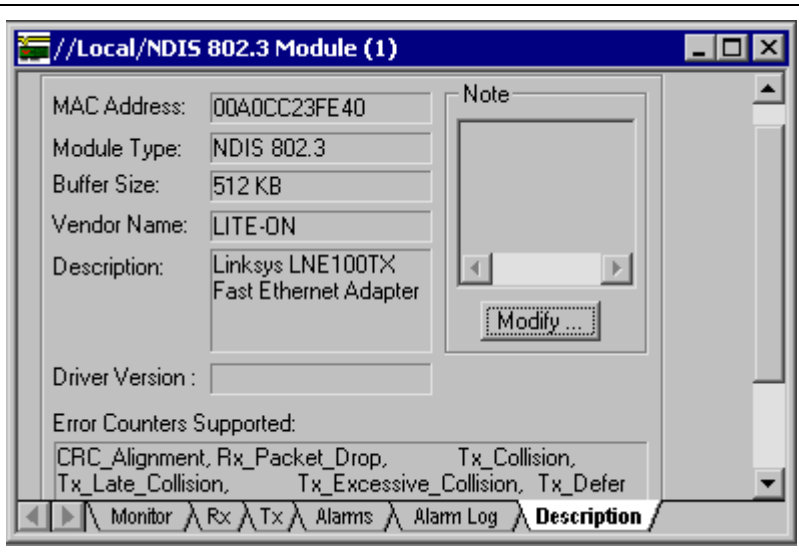 //Local/NDIS 802.3 Module (1)
MAC Address: 00A0CC23FE40
Note
Module Type: NDIS 802.3
Buffer Size: 512 KB
Vendor Name: LITE-ON
Description: Linksys LNE100TX
Fast Ethernet Adapter
Modify ...
Driver Version :
Error Counters Supported:
CRC_Alignment, Rx_Packet_Drop, Tx_Collision,
Tx_Late_Collision, Tx_Excessive_Collision, Tx_Defer
Monitor Rx Tx Alarms Alarm Log Description